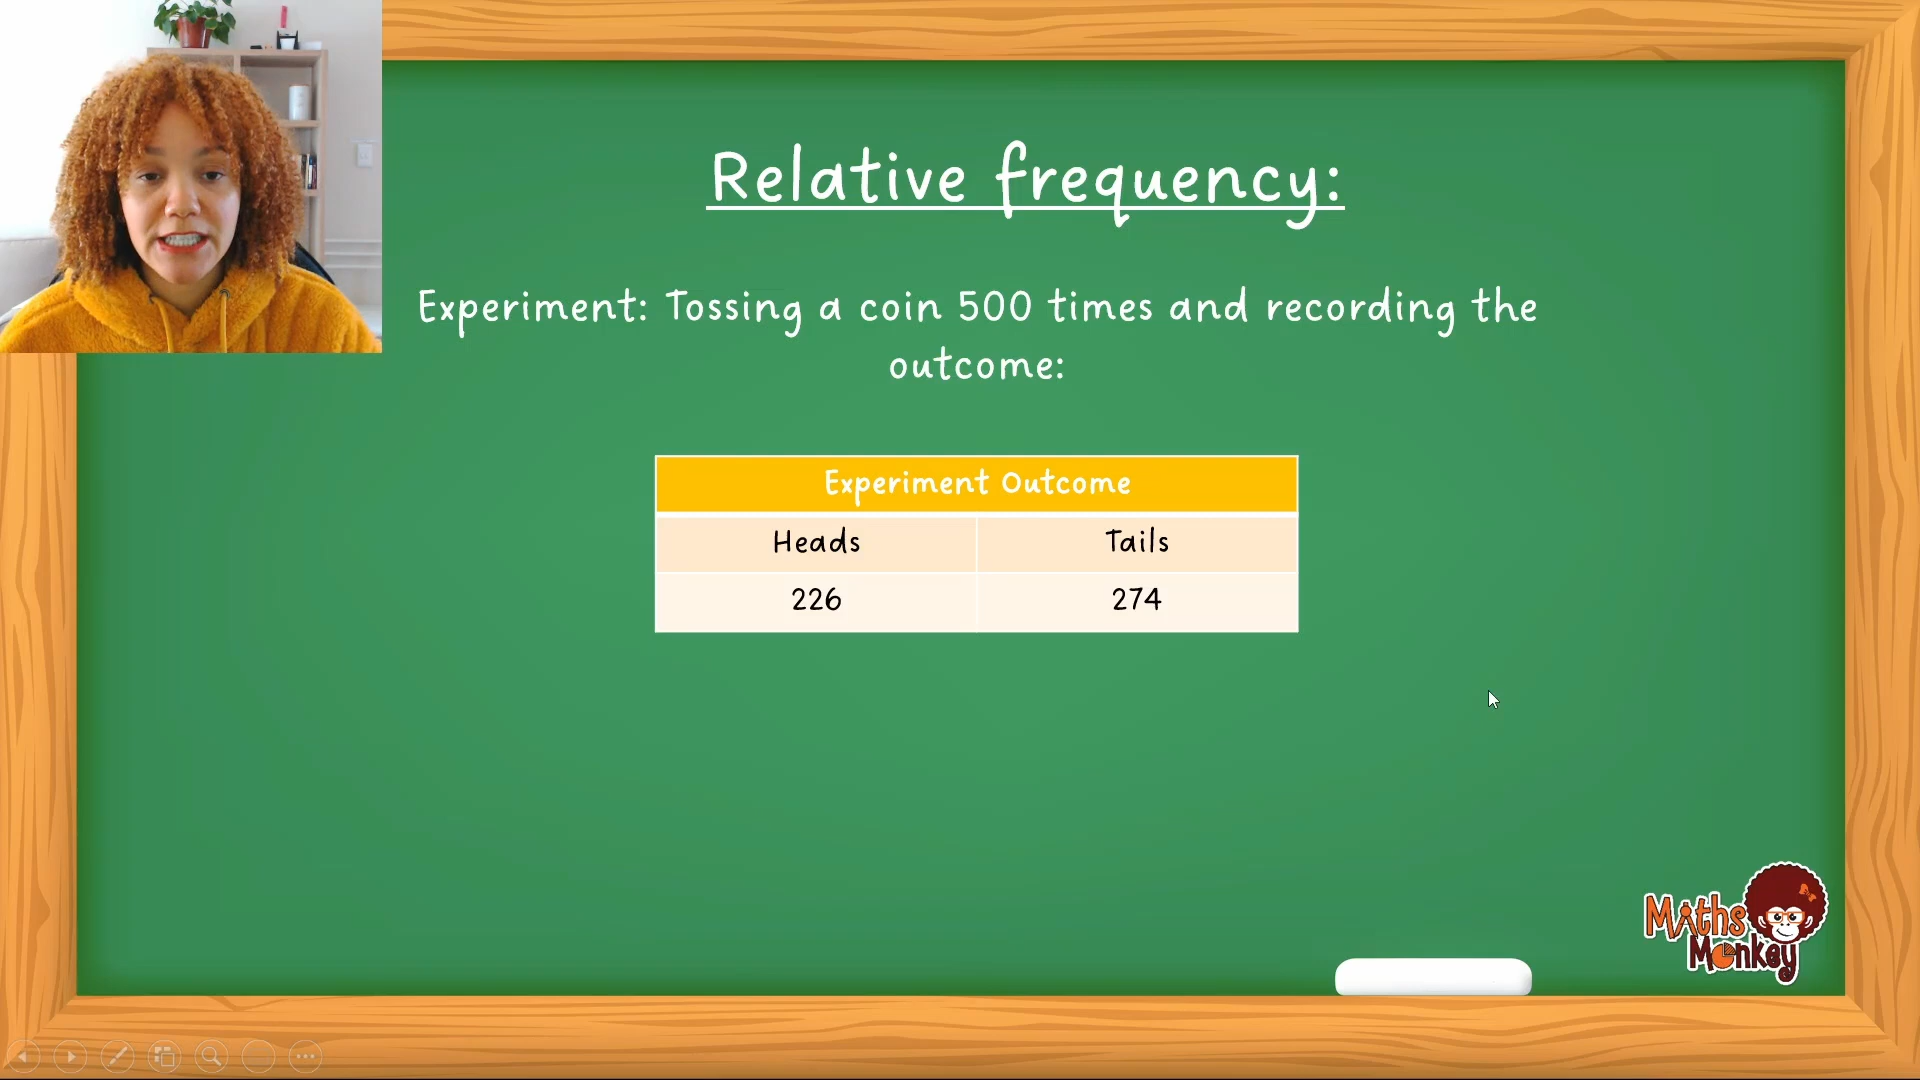 Relative frequency:
Experiment: Tossing a coin 500 times and recording the
outcome:
Experiment Outcome
Heads Tails
226 274
Maths
Monkey